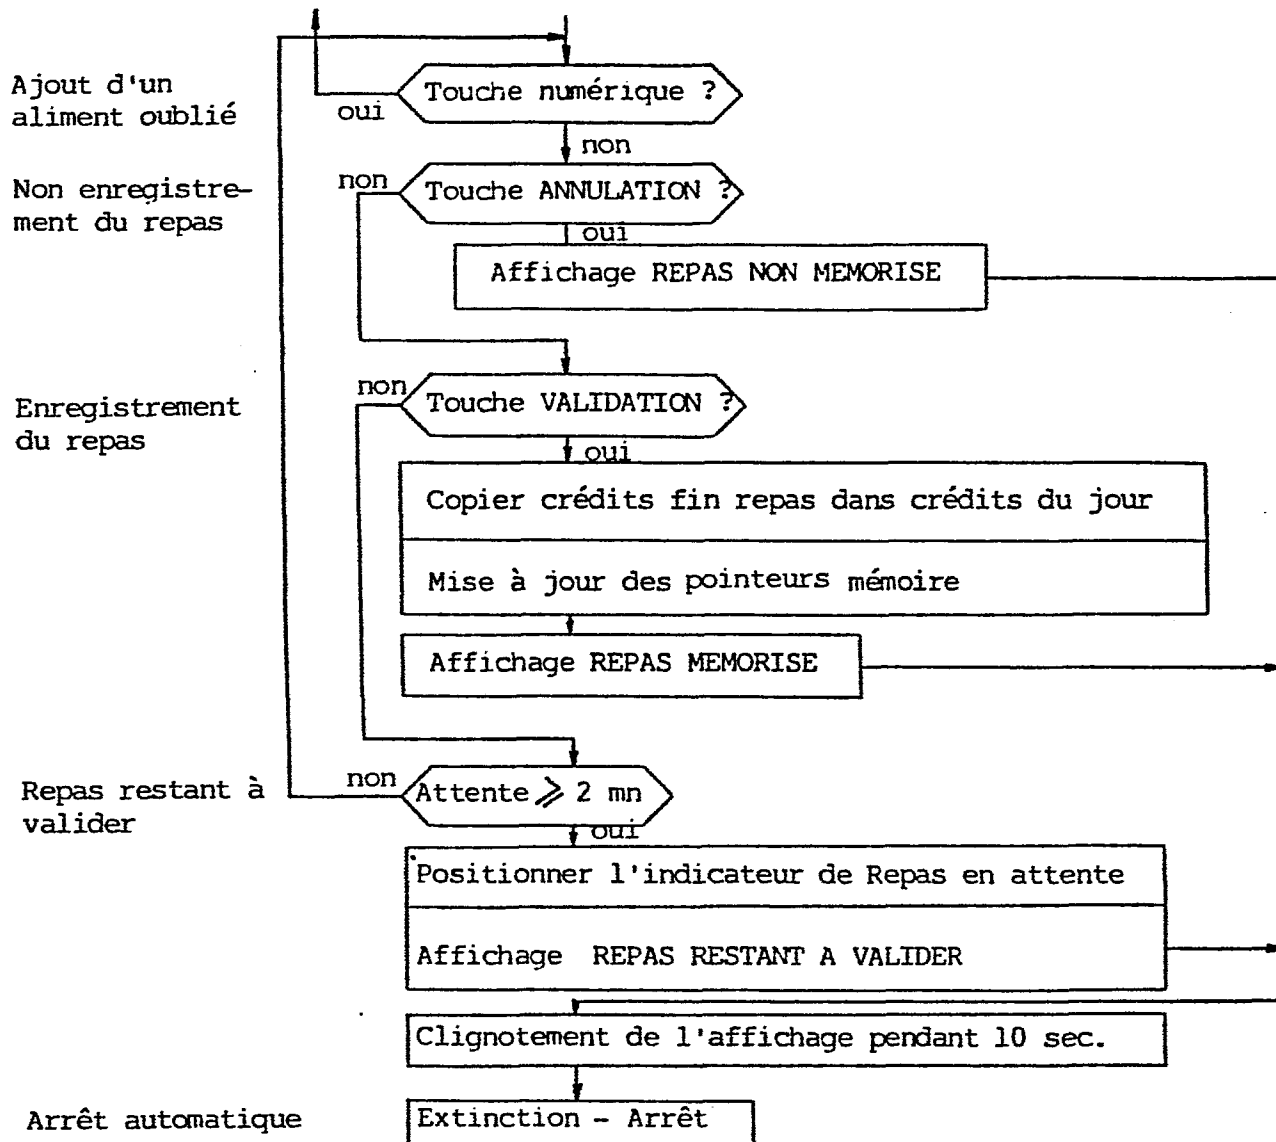 Ajout d'un
aliment oublié
Touche numérique ?
oui
non
Non enregistre-
ment du repas
non
Touche ANNULATION ?
oui
Affichage REPAS NON MEMORISE
Enregistrement
du repas
non
Touche VALIDATION ?
oui
Copier crédits fin repas dans crédits du jour
Mise à jour des pointeurs mémoire
Affichage REPAS MEMORISE
Repas restant à
valider
non
Attente ⩾ 2 mn
oui
Positionner l'indicateur de Repas en attente
Affichage REPAS RESTANT A VALIDER
Clignotement de l'affichage pendant 10 sec.
Arrêt automatique
Extinction - Arrêt